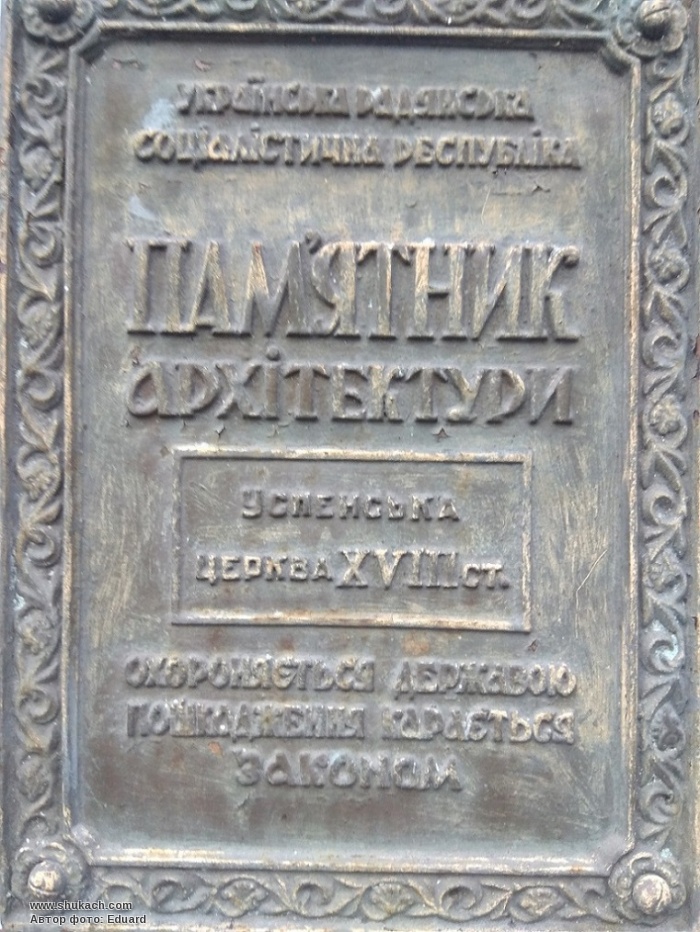 УКРАЇНСЬКА РАДЯНСЬКА
СОЦІАЛІСТИЧНА РЕСПУБЛІКА
ПАМ'ЯТНИК
АРХІТЕКТУРИ
УСПЕНСЬКА
ЦЕРКВА XVIII СТ.
ОХОРОНЯЄТЬСЯ ДЕРЖАВОЮ
ПОШКОДЖЕННЯ КАРАЄТЬСЯ
ЗАКОНОМ
www.shukach.com
Автор фото: Eduard